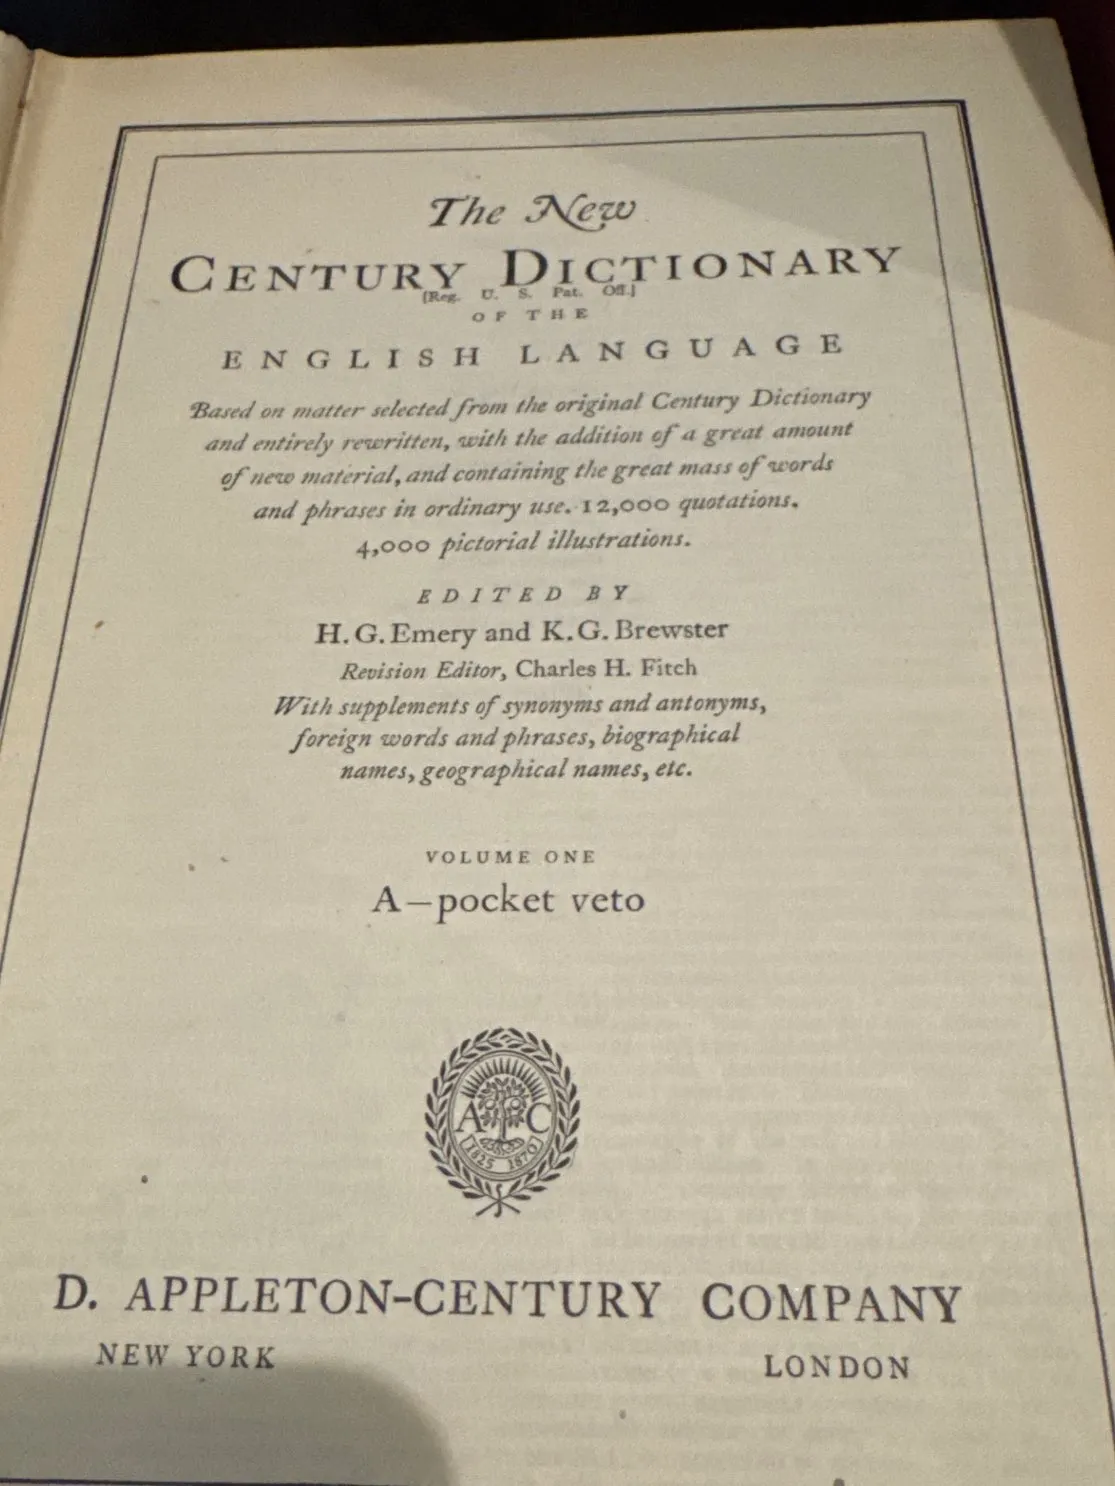 The New
CENTURY DICTIONARY
[Reg. U. S. Pat. Off.]
OF THE
ENGLISH LANGUAGE
Based on matter selected from the original Century Dictionary
and entirely rewritten, with the addition of a great amount
of new material, and containing the great mass of words
and phrases in ordinary use. 12,000 quotations.
4,000 pictorial illustrations.
EDITED BY
H. G. Emery and K. G. Brewster
Revision Editor, Charles H. Fitch
With supplements of synonyms and antonyms,
foreign words and phrases, biographical
names, geographical names, etc.
VOLUME ONE
A—pocket veto
A C
1825 1870
D. APPLETON-CENTURY COMPANY
NEW YORK LONDON